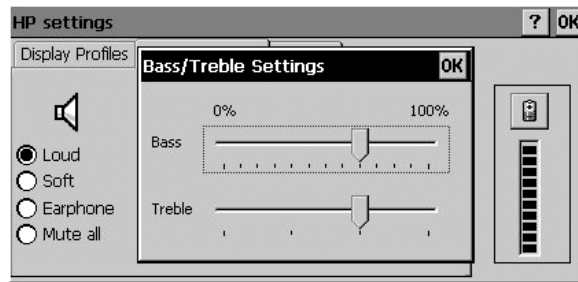 HP settings ? OK
Display Profiles
Bass/Treble Settings OK
0% 100%
Bass
Loud
Soft
Earphone
Treble
Mute all